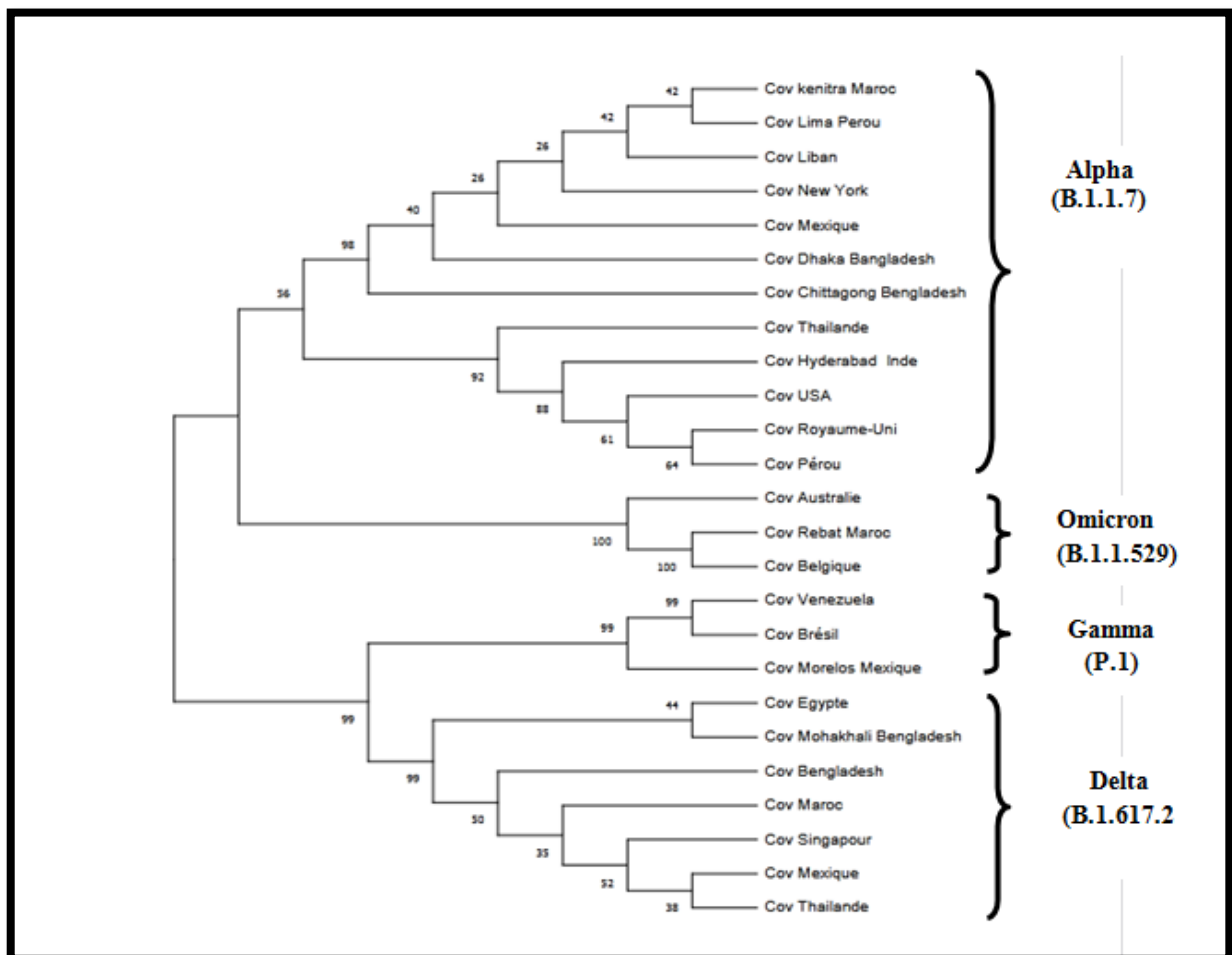 42
Cov kenitra Maroc
42
Cov Lima Perou
26
Cov Liban
26
Cov New York
40
Cov Mexique
98
Cov Dhaka Bangladesh
56
Cov Chittagong Bengladesh
Cov Thailande
92
Cov Hyderabad Inde
88
Cov USA
61
Cov Royaume-Uni
64
Cov Pérou
Alpha
(B.1.1.7)
Cov Australie
100
Cov Rebat Maroc
100
Cov Belgique
Omicron
(B.1.1.529)
99
Cov Venezuela
99
Cov Brésil
Cov Morelos Mexique
Gamma
(P.1)
99
44
Cov Egypte
Cov Mohakhali Bengladesh
99
Cov Bengladesh
50
Cov Maroc
35
Cov Singapour
52
Cov Mexique
38
Cov Thailande
Delta
(B.1.617.2